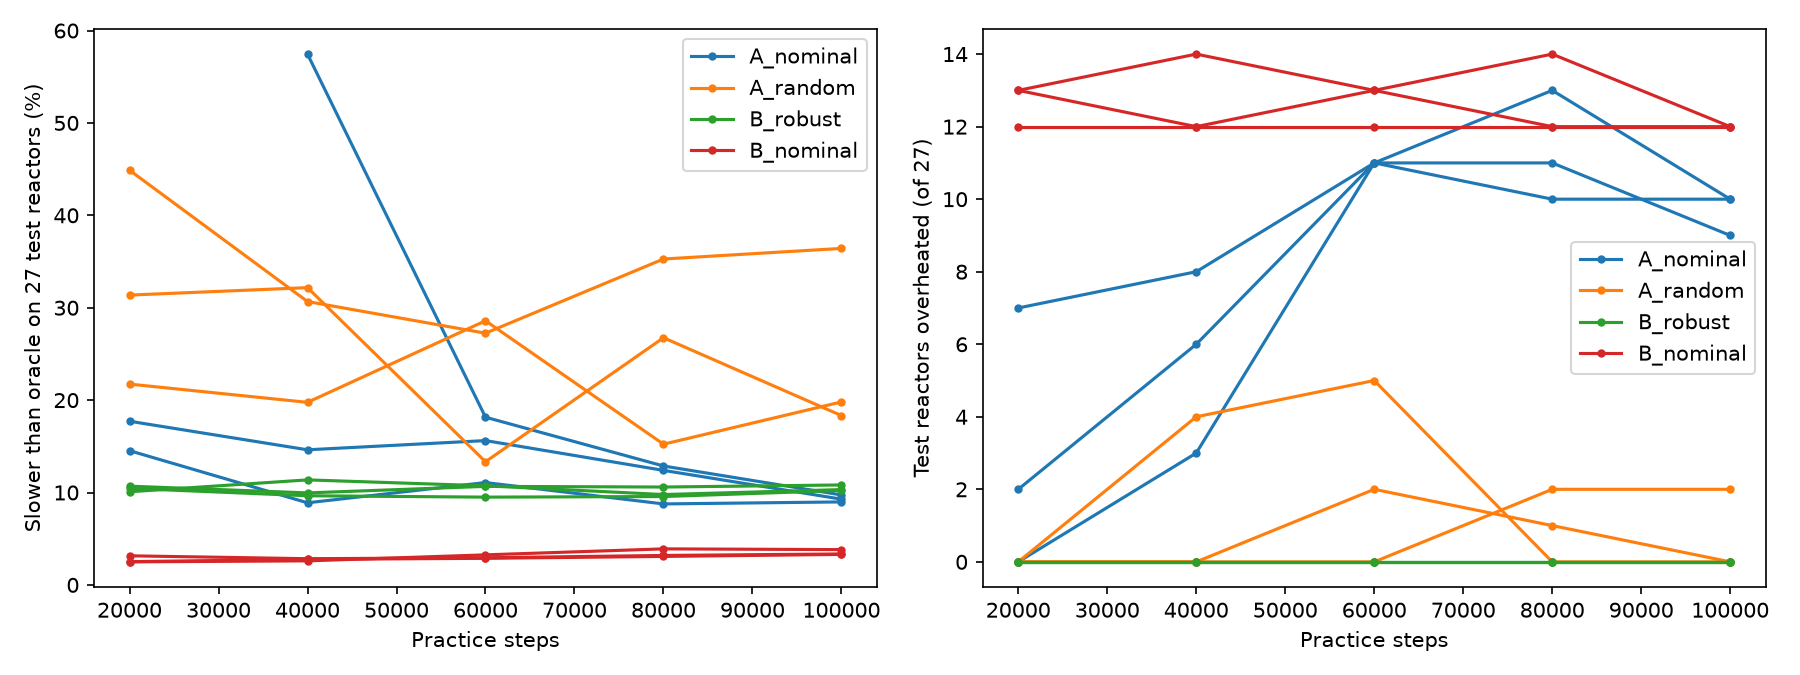 Slower than oracle on 27 test reactors (%)
60
50
40
30
20
10
0
20000 30000 40000 50000 60000 70000 80000 90000 100000
Practice steps
A_nominal
A_random
B_robust
B_nominal
Test reactors overheated (of 27)
14
12
10
8
6
4
2
0
20000 30000 40000 50000 60000 70000 80000 90000 100000
Practice steps
A_nominal
A_random
B_robust
B_nominal